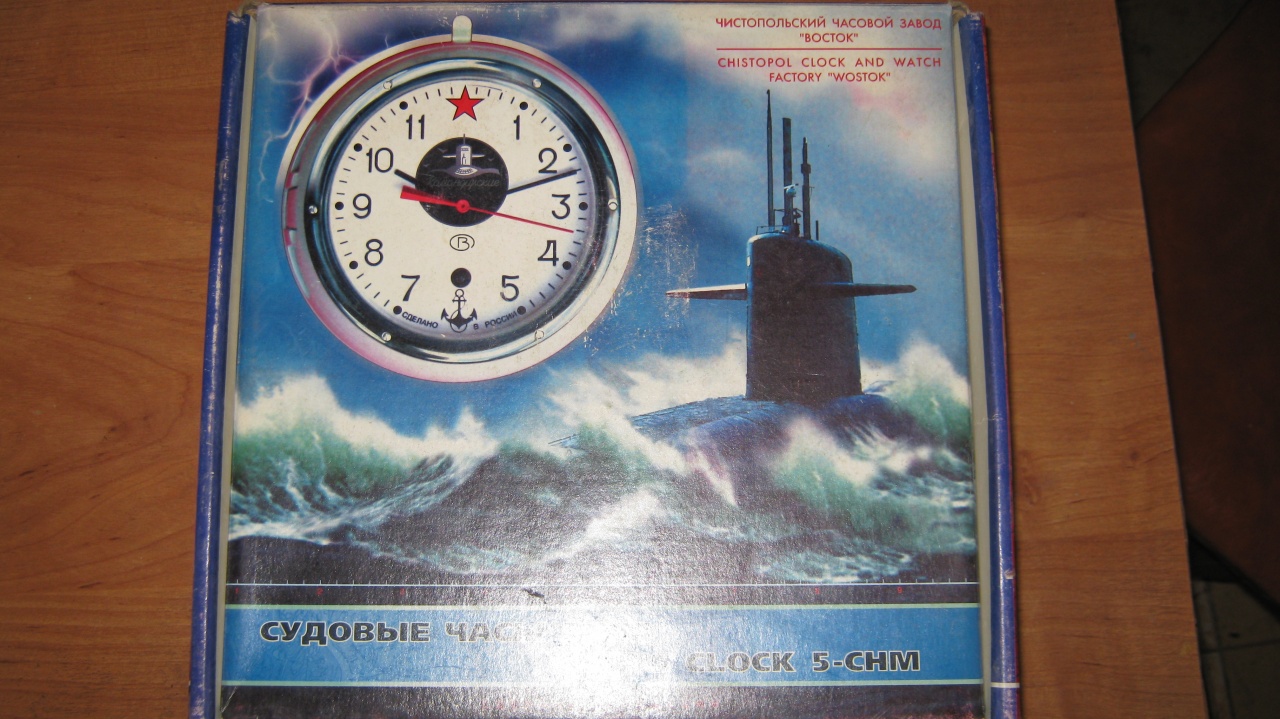 ЧИСТОПОЛЬСКИЙ ЧАСОВОЙ ЗАВОД
"ВОСТОК"
CHISTOPOL CLOCK AND WATCH
FACTORY "WOSTOK"
11 1
10 2
9 3
8 4
7 5
В
СДЕЛАНО В РОССИИ
СУДОВЫЕ
CLOCK 5-CHM